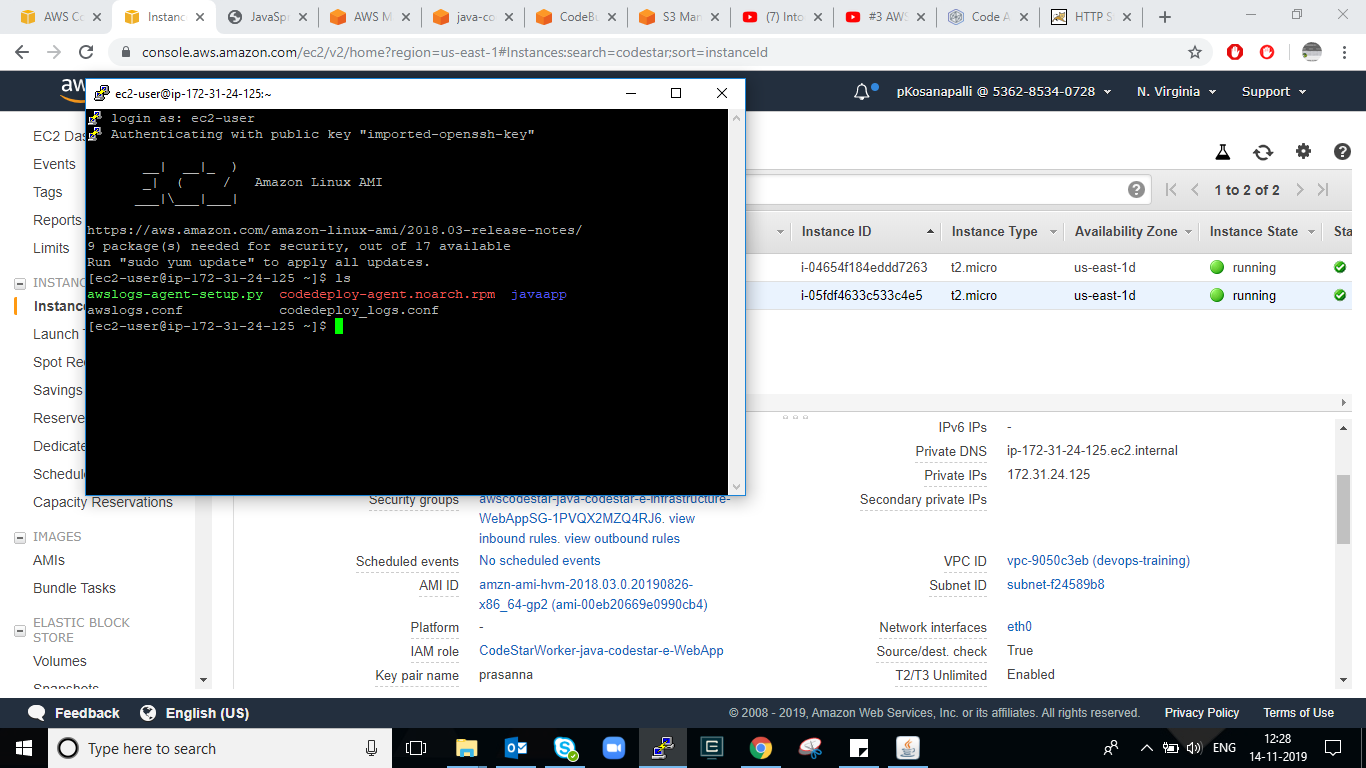 AWS Co
Instanc
JavaSpr
AWS M
java-co
CodeBu
S3 Man
(7) Into
#3 AWS
Code A
HTTP S
console.aws.amazon.com/ec2/v2/home?region=us-east-1#Instances:search=codestar;sort=instanceId
aw
pKosanapalli @ 5362-8534-0728
N. Virginia
Support
ec2-user@ip-172-31-24-125:~
login as: ec2-user
Authenticating with public key "imported-openssh-key"
__|  __|_  )
_|  (     /   Amazon Linux AMI
___|\___|___|
https://aws.amazon.com/amazon-linux-ami/2018.03-release-notes/
9 package(s) needed for security, out of 17 available
Run "sudo yum update" to apply all updates.
[ec2-user@ip-172-31-24-125 ~]$ ls
awslogs-agent-setup.py  codedeploy-agent.noarch.rpm  javaapp
awslogs.conf            codedeploy_logs.conf
[ec2-user@ip-172-31-24-125 ~]$
EC2 Das
Events
Tags
Reports
Limits
INSTANC
Instanc
Launch T
Spot Re
Savings
Reserve
Dedicate
Schedul
Capacity Reservations
IMAGES
AMIs
Bundle Tasks
ELASTIC BLOCK
STORE
Volumes
Snapshots
1 to 2 of 2
Instance ID Instance Type Availability Zone Instance State Sta
i-04654f184eddd7263 t2.micro us-east-1d running
i-05fdf4633c533c4e5 t2.micro us-east-1d running
IPv6 IPs -
Private DNS ip-172-31-24-125.ec2.internal
Private IPs 172.31.24.125
Security groups awscodestar-java-codestar-e-infrastructure-
WebAppSG-1PVQX2MZQ4RJ6. view
inbound rules. view outbound rules
Secondary private IPs
Scheduled events No scheduled events
VPC ID vpc-9050c3eb (devops-training)
AMI ID amzn-ami-hvm-2018.03.0.20190826-
x86_64-gp2 (ami-00eb20669e0990cb4)
Subnet ID subnet-f24589b8
Platform -
Network interfaces eth0
IAM role CodeStarWorker-java-codestar-e-WebApp
Source/dest. check True
Key pair name prasanna
T2/T3 Unlimited Enabled
Feedback
English (US)
© 2008 - 2019, Amazon Web Services, Inc. or its affiliates. All rights reserved.
Privacy Policy
Terms of Use
Type here to search
ENG
12:28
14-11-2019